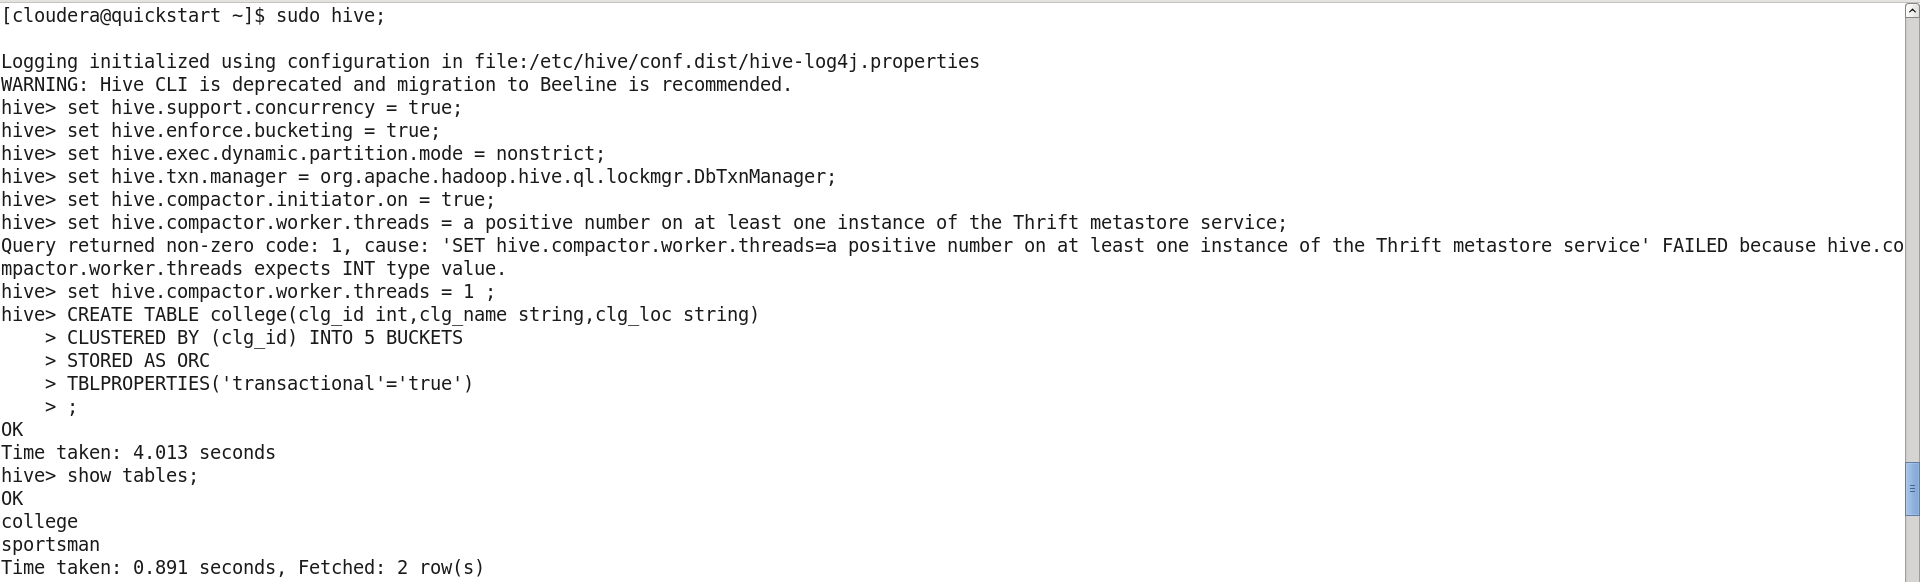 [cloudera@quickstart ~]$ sudo hive;
Logging initialized using configuration in file:/etc/hive/conf.dist/hive-log4j.properties
WARNING: Hive CLI is deprecated and migration to Beeline is recommended.
hive> set hive.support.concurrency = true;
hive> set hive.enforce.bucketing = true;
hive> set hive.exec.dynamic.partition.mode = nonstrict;
hive> set hive.txn.manager = org.apache.hadoop.hive.ql.lockmgr.DbTxnManager;
hive> set hive.compactor.initiator.on = true;
hive> set hive.compactor.worker.threads = a positive number on at least one instance of the Thrift metastore service;
Query returned non-zero code: 1, cause: 'SET hive.compactor.worker.threads=a positive number on at least one instance of the Thrift metastore service' FAILED because hive.co
mpactor.worker.threads expects INT type value.
hive> set hive.compactor.worker.threads = 1 ;
hive> CREATE TABLE college(clg_id int,clg_name string,clg_loc string)
    > CLUSTERED BY (clg_id) INTO 5 BUCKETS
    > STORED AS ORC
    > TBLPROPERTIES('transactional'='true')
    > ;
OK
Time taken: 4.013 seconds
hive> show tables;
OK
college
sportsman
Time taken: 0.891 seconds, Fetched: 2 row(s)